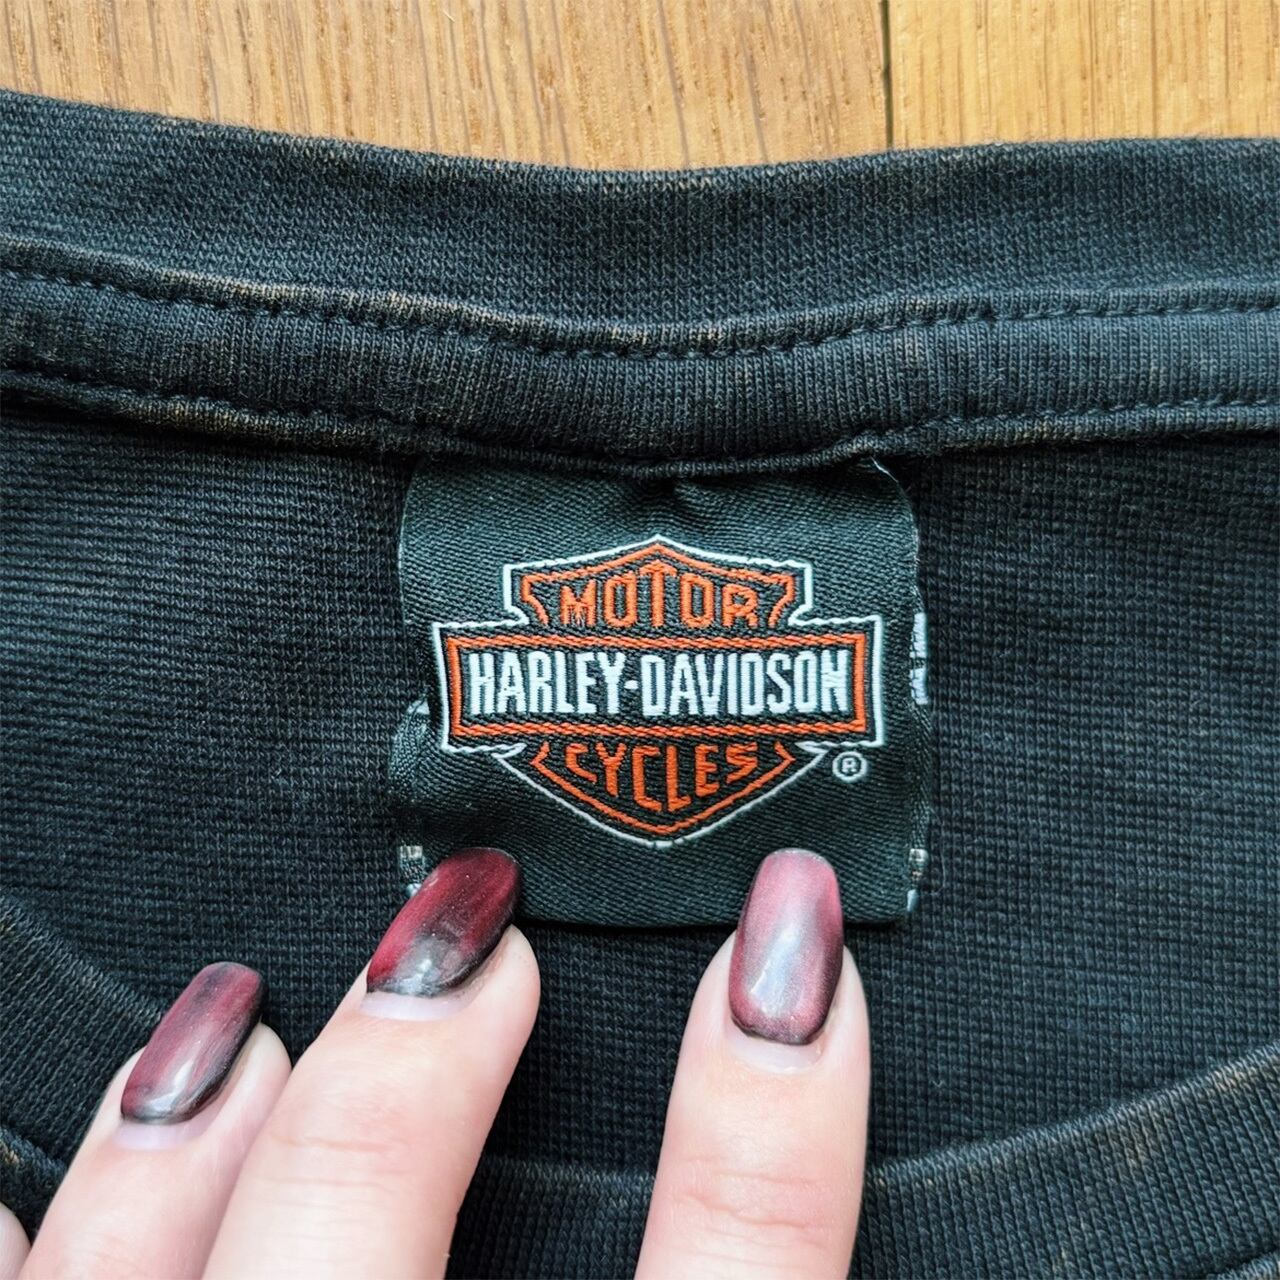 MOTOR
HARLEY-DAVIDSON
CYCLES
®